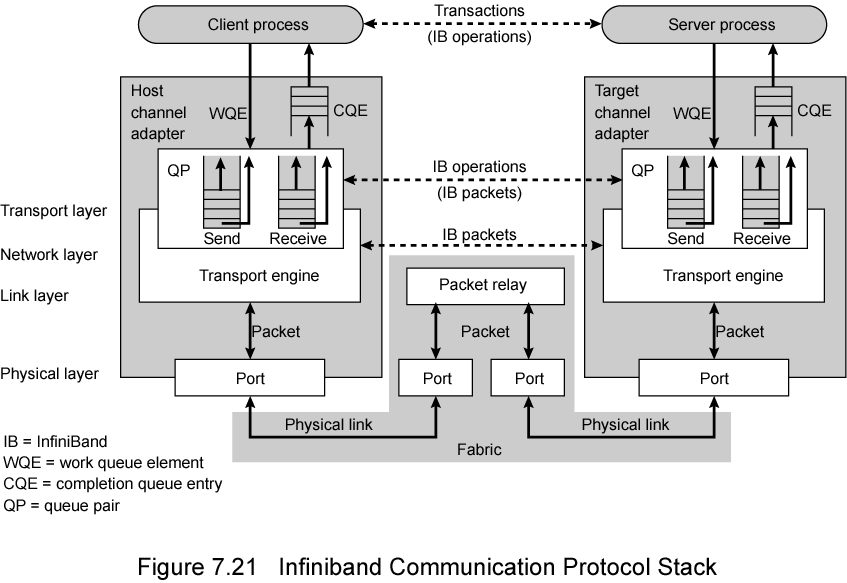 Client process
Transactions
(IB operations)
Server process
Host
channel
adapter
WQE
CQE
Target
channel
adapter
WQE
CQE
QP
IB operations
(IB packets)
QP
Transport layer
Send
Receive
IB packets
Send
Receive
Network layer
Transport engine
Transport engine
Link layer
Packet relay
Packet
Packet
Packet
Physical layer
Port
Port
Port
Port
Physical link
Physical link
Fabric
IB = InfiniBand
WQE = work queue element
CQE = completion queue entry
QP = queue pair
Figure 7.21 Infiniband Communication Protocol Stack